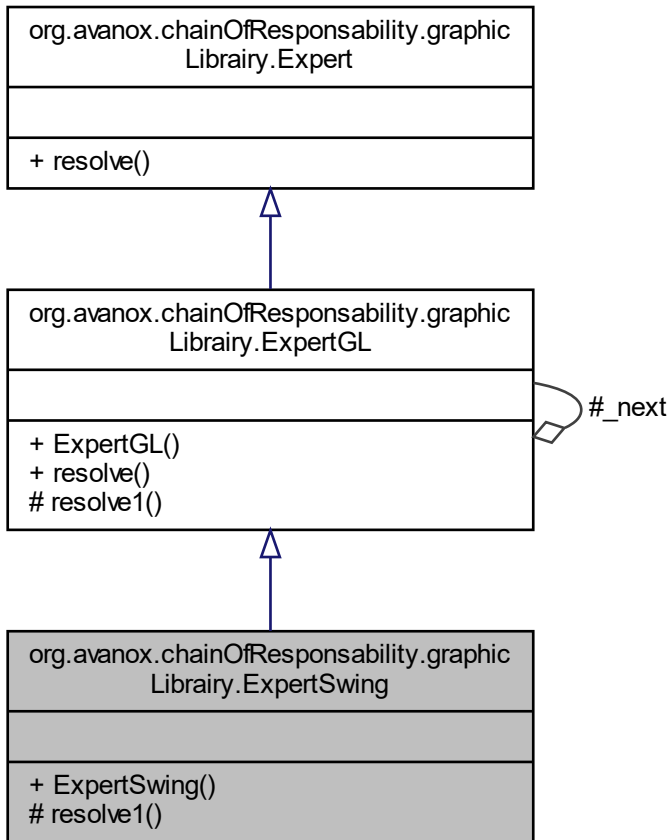 org.avanox.chainOfResponsability.graphic
Librairy.Expert
+ resolve()
org.avanox.chainOfResponsability.graphic
Librairy.ExpertGL
#_next
+ ExpertGL()
+ resolve()
# resolve1()
org.avanox.chainOfResponsability.graphic
Librairy.ExpertSwing
+ ExpertSwing()
# resolve1()